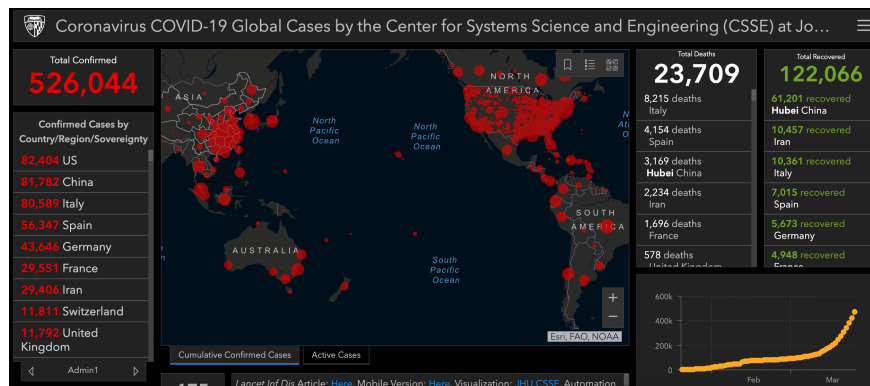 Coronavirus COVID-19 Global Cases by the Center for Systems Science and Engineering (CSSE) at Jo...
Total Confirmed
526,044
Confirmed Cases by
Country/Region/Sovereignty
82,404 US
81,782 China
80,589 Italy
56,347 Spain
43,646 Germany
29,551 France
29,406 Iran
11,811 Switzerland
11,792 United
Kingdom
Admin1
ASIA
North
Pacific
Ocean
North
Pacific
Ocean
NORTH
AMERICA
N
At
O
AUSTRALIA
South
Pacific
Ocean
SOUTH
AMERICA
+
−
Esri, FAO, NOAA
Cumulative Confirmed Cases
Active Cases
Lancet Inf Dis Article: Here. Mobile Version: Here. Visualization: JHU CSSE. Automation
Total Deaths
23,709
8,215 deaths
Italy
4,154 deaths
Spain
3,169 deaths
Hubei China
2,234 deaths
Iran
1,696 deaths
France
578 deaths
United Kingdom
Total Recovered
122,066
61,201 recovered
Hubei China
10,457 recovered
Iran
10,361 recovered
Italy
7,015 recovered
Spain
5,673 recovered
Germany
4,948 recovered
France
600k
400k
200k
0
Feb
Mar